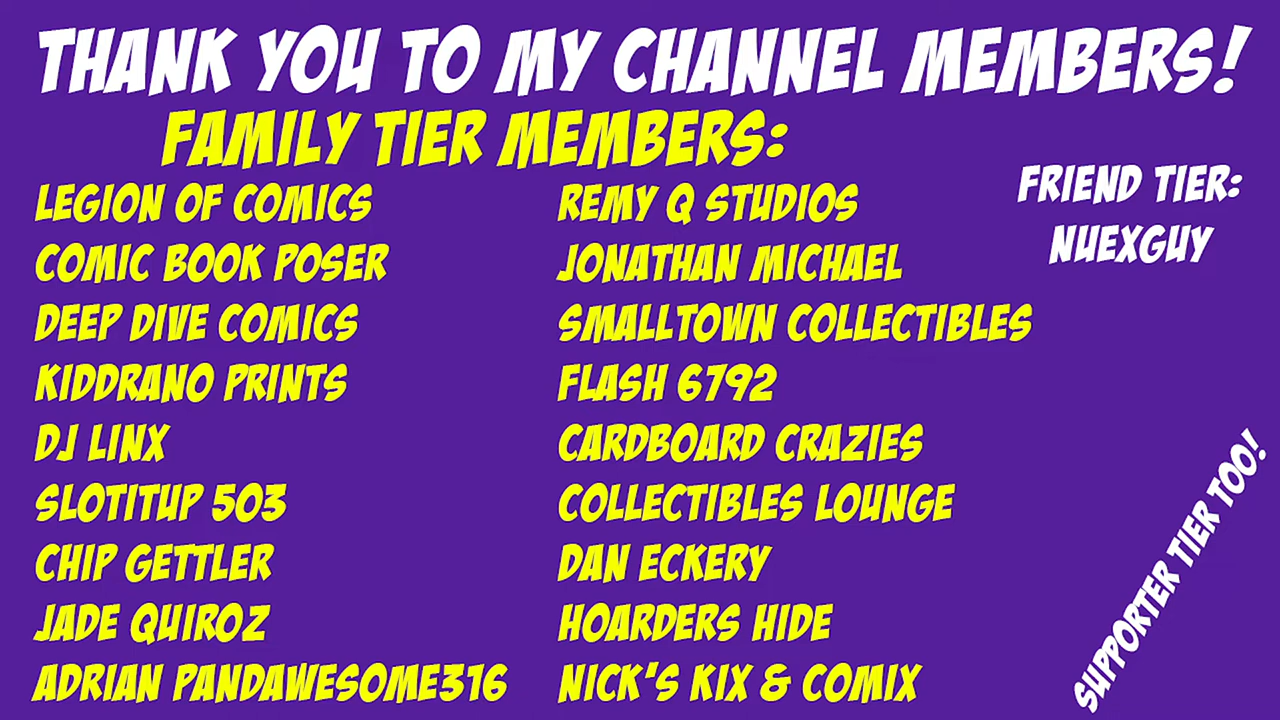 THANK YOU TO MY CHANNEL MEMBERS!
FAMILY TIER MEMBERS:
LEGION OF COMICS
COMIC BOOK POSER
DEEP DIVE COMICS
KIDDRANO PRINTS
DJ LINX
SLOTITUP 503
CHIP GETTLER
JADE QUIROZ
ADRIAN PANDAWESOME316
REMY Q STUDIOS
JONATHAN MICHAEL
SMALLTOWN COLLECTIBLES
FLASH 6792
CARDBOARD CRAZIES
COLLECTIBLES LOUNGE
DAN ECKERY
HOARDERS HIDE
NICK'S KIX & COMIX
FRIEND TIER:
NUEXGUY
SUPPORTER TIER TOO!